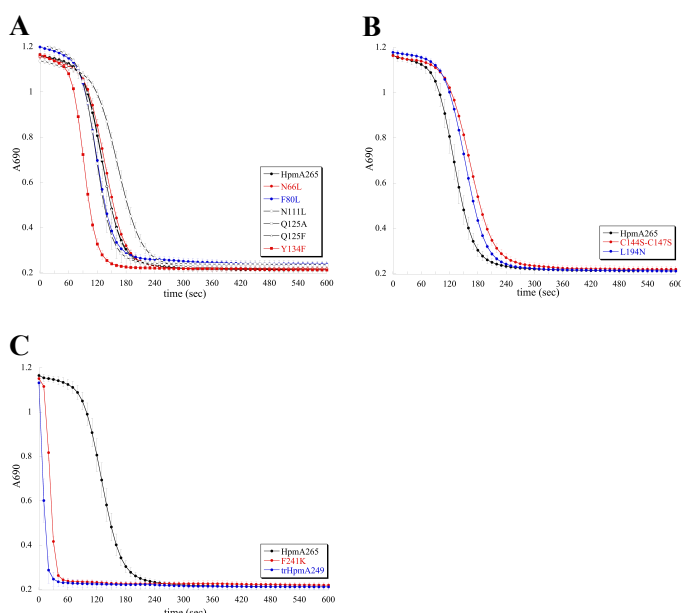 A
1.2
1
0.8
0.6
0.4
0.2
A690
0 60 120 180 240 300 360 420 480 540 600
time (sec)
HpmA265
N66L
F80L
N111L
Q125A
Q125F
Y134F
B
1.2
1
0.8
0.6
0.4
0.2
A690
0 60 120 180 240 300 360 420 480 540 600
time (sec)
HpmA265
C144S-C147S
L194N
C
1.2
1
0.8
0.6
0.4
0.2
A690
0 60 120 180 240 300 360 420 480 540 600
time (sec)
HpmA265
F241K
trHpmA249